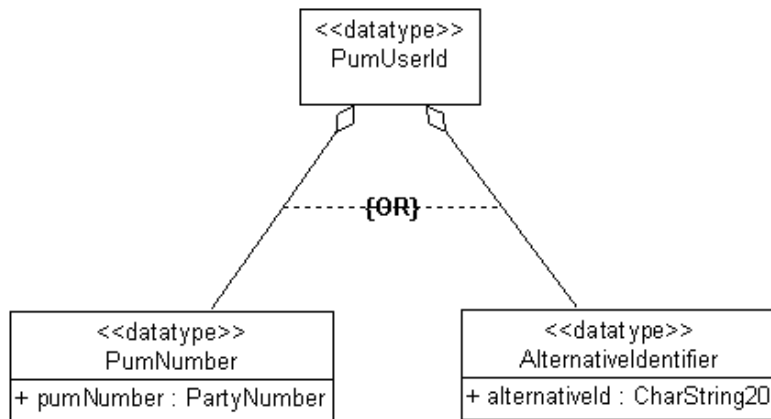 <<datatype>>
PumUserId
{OR}
<<datatype>>
PumNumber
+ pumNumber : PartyNumber
<<datatype>>
AlternativeIdentifier
+ alternativeId : CharString20